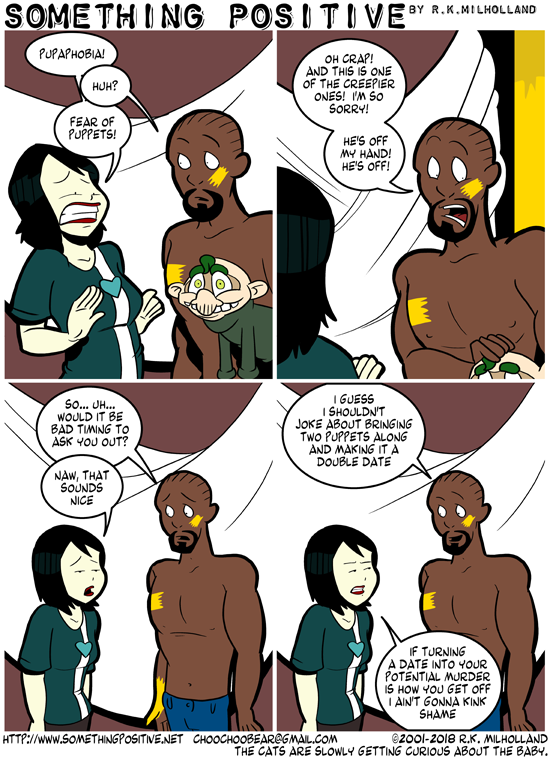 SOMETHING POSITIVE BY R.K.MILHOLLAND
PUPAPHOBIA!
HUH?
FEAR OF
PUPPETS!
OH CRAP!
AND THIS IS ONE
OF THE CREEPIER
ONES! I'M SO
SORRY!
HE'S OFF
MY HAND!
HE'S OFF!
SO... UH...
WOULD IT BE
BAD TIMING TO
ASK YOU OUT?
NAW, THAT
SOUNDS
NICE
I GUESS
I SHOULDN'T
JOKE ABOUT BRINGING
TWO PUPPETS ALONG
AND MAKING IT A
DOUBLE DATE
IF TURNING
A DATE INTO YOUR
POTENTIAL MURDER
IS HOW YOU GET OFF
I AIN'T GONNA KINK
SHAME
HTTP://WWW.SOMETHINGPOSITIVE.NET CHOOCHOOBEAR@GMAIL.COM ©2001-2018 R.K. MILHOLLAND
THE CATS ARE SLOWLY GETTING CURIOUS ABOUT THE BABY.